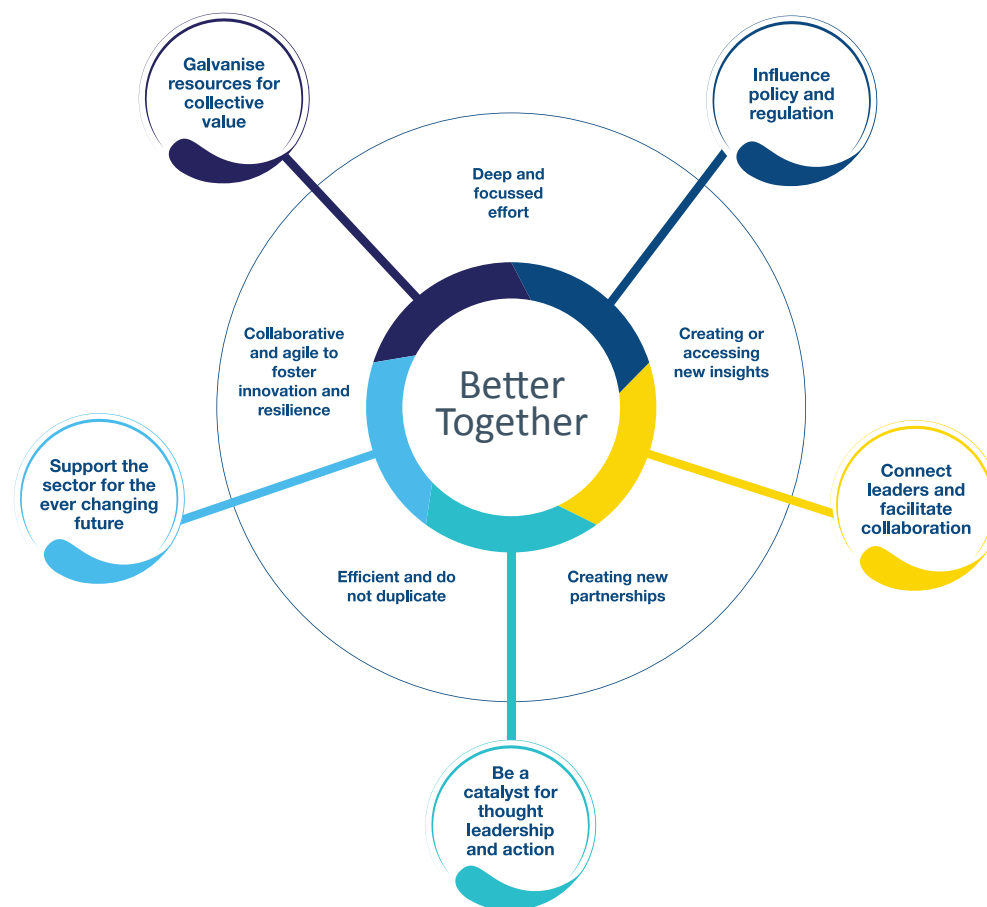 Galvanise
resources for
collective
value
Influence
policy and
regulation
Deep and
focussed
effort
Collaborative
and agile to
foster
innovation and
resilience
Creating or
accessing
new insights
Better
Together
Support the
sector for the
ever changing
future
Connect
leaders and
facilitate
collaboration
Efficient and do
not duplicate
Creating new
partnerships
Be a
catalyst for
thought
leadership
and action